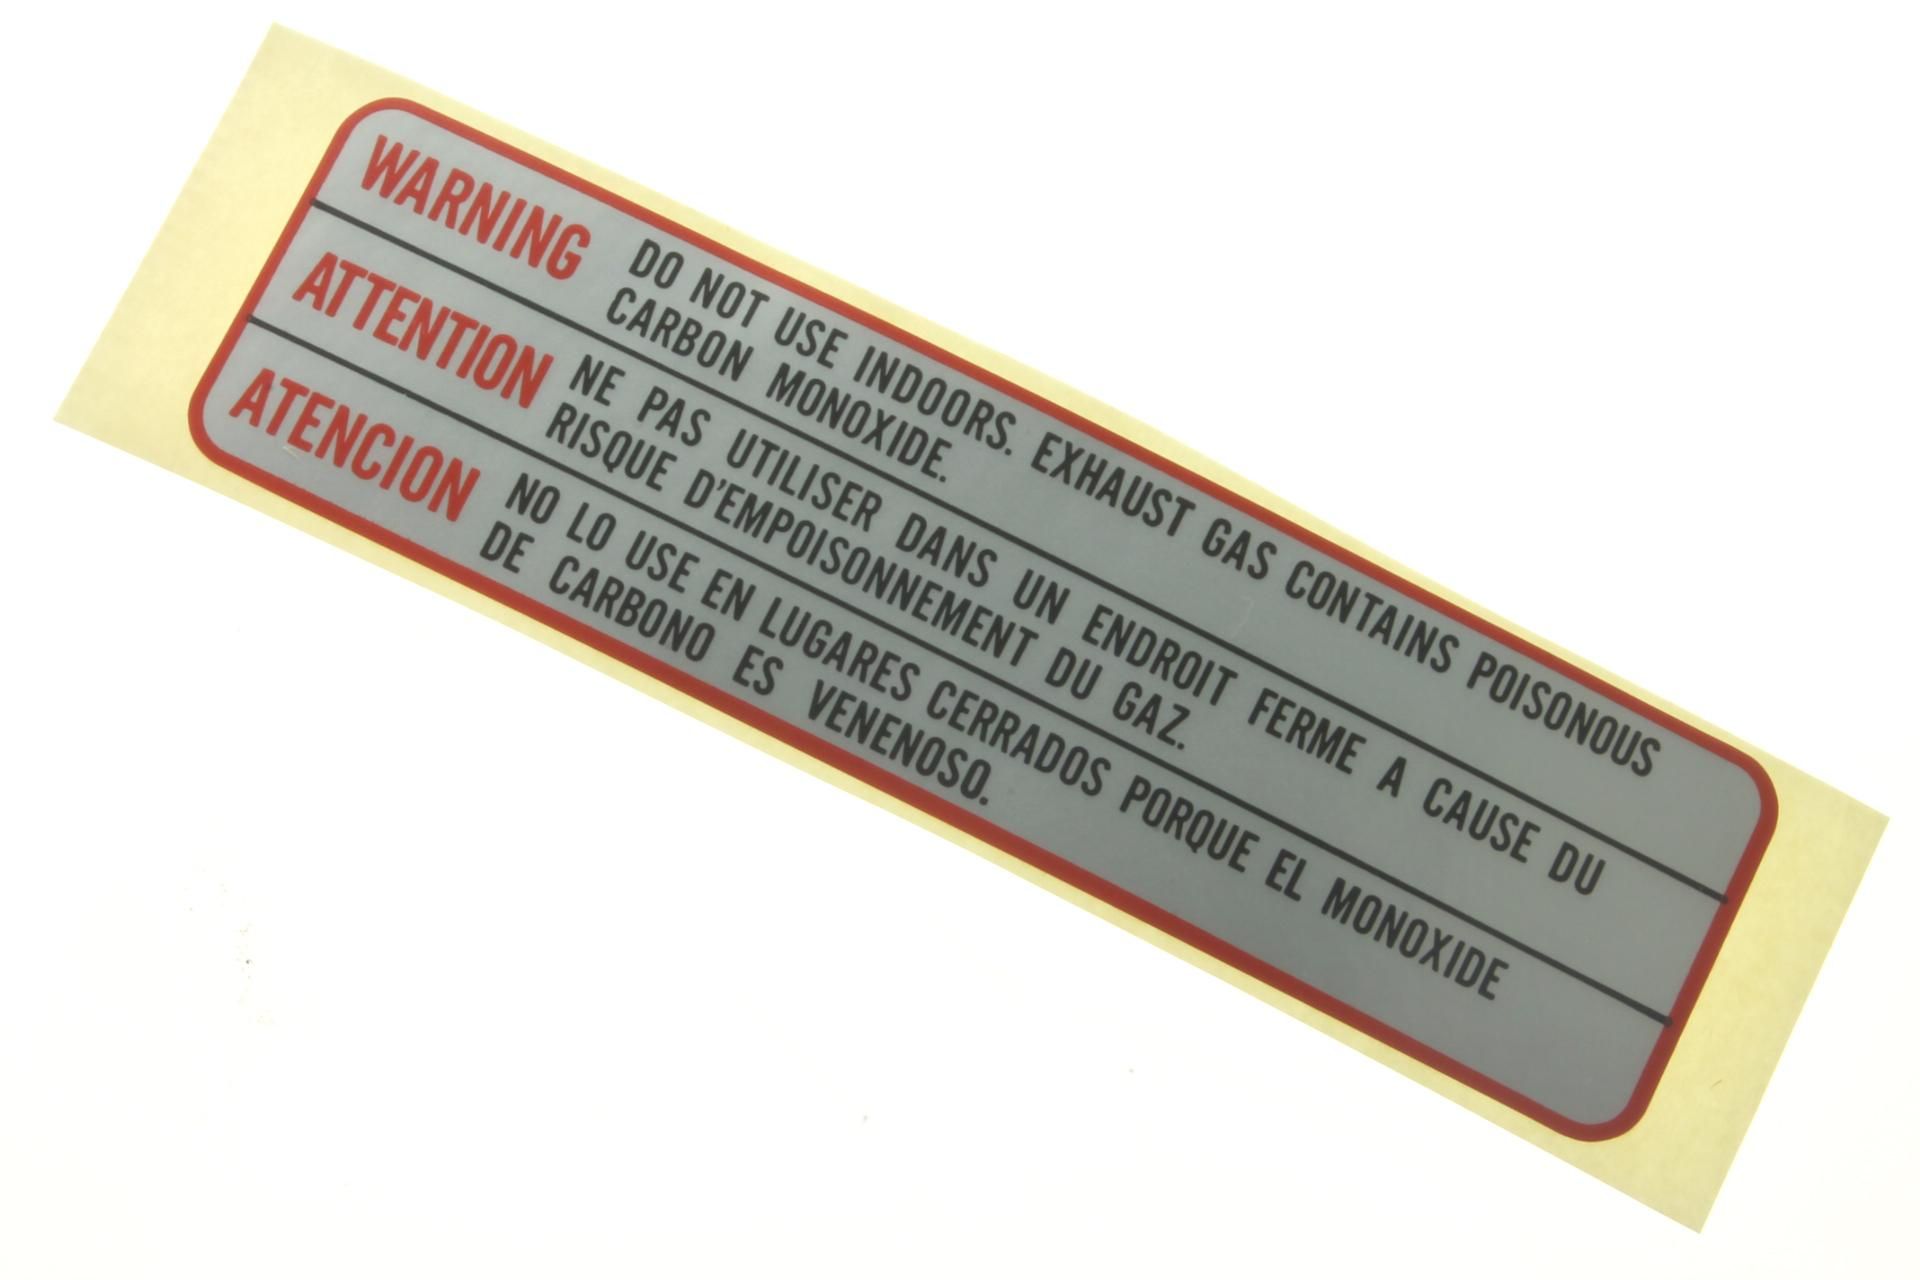 WARNING DO NOT USE INDOORS. EXHAUST GAS CONTAINS POISONOUS
CARBON MONOXIDE.
ATTENTION NE PAS UTILISER DANS UN ENDROIT FERME A CAUSE DU
RISQUE D'EMPOISONNEMENT DU GAZ.
ATENCION NO LO USE EN LUGARES CERRADOS PORQUE EL MONOXIDE
DE CARBONO ES VENENOSO.